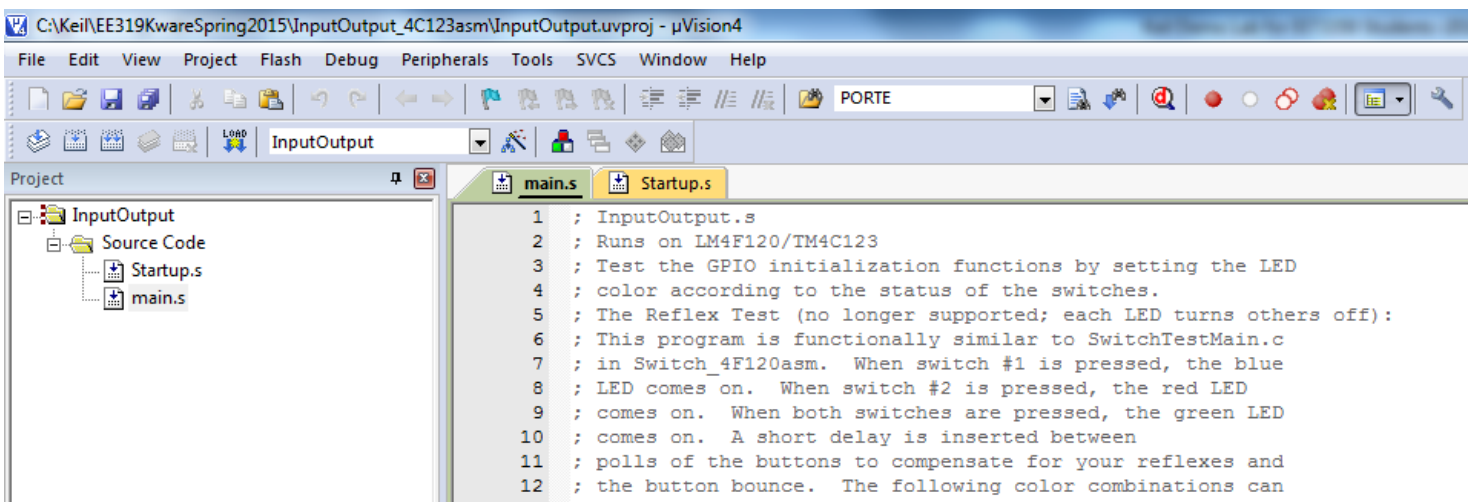 C:\Keil\EE319KwareSpring2015\InputOutput_4C123asm\InputOutput.uvproj - µVision4
File Edit View Project Flash Debug Peripherals Tools SVCS Window Help
PORTE
LOAD InputOutput
Project
main.s Startup.s
InputOutput
Source Code
Startup.s
main.s
1 ; InputOutput.s
2 ; Runs on LM4F120/TM4C123
3 ; Test the GPIO initialization functions by setting the LED
4 ; color according to the status of the switches.
5 ; The Reflex Test (no longer supported; each LED turns others off):
6 ; This program is functionally similar to SwitchTestMain.c
7 ; in Switch_4F120asm.  When switch #1 is pressed, the blue
8 ; LED comes on.  When switch #2 is pressed, the red LED
9 ; comes on.  When both switches are pressed, the green LED
10 ; comes on.  A short delay is inserted between
11 ; polls of the buttons to compensate for your reflexes and
12 ; the button bounce.  The following color combinations can